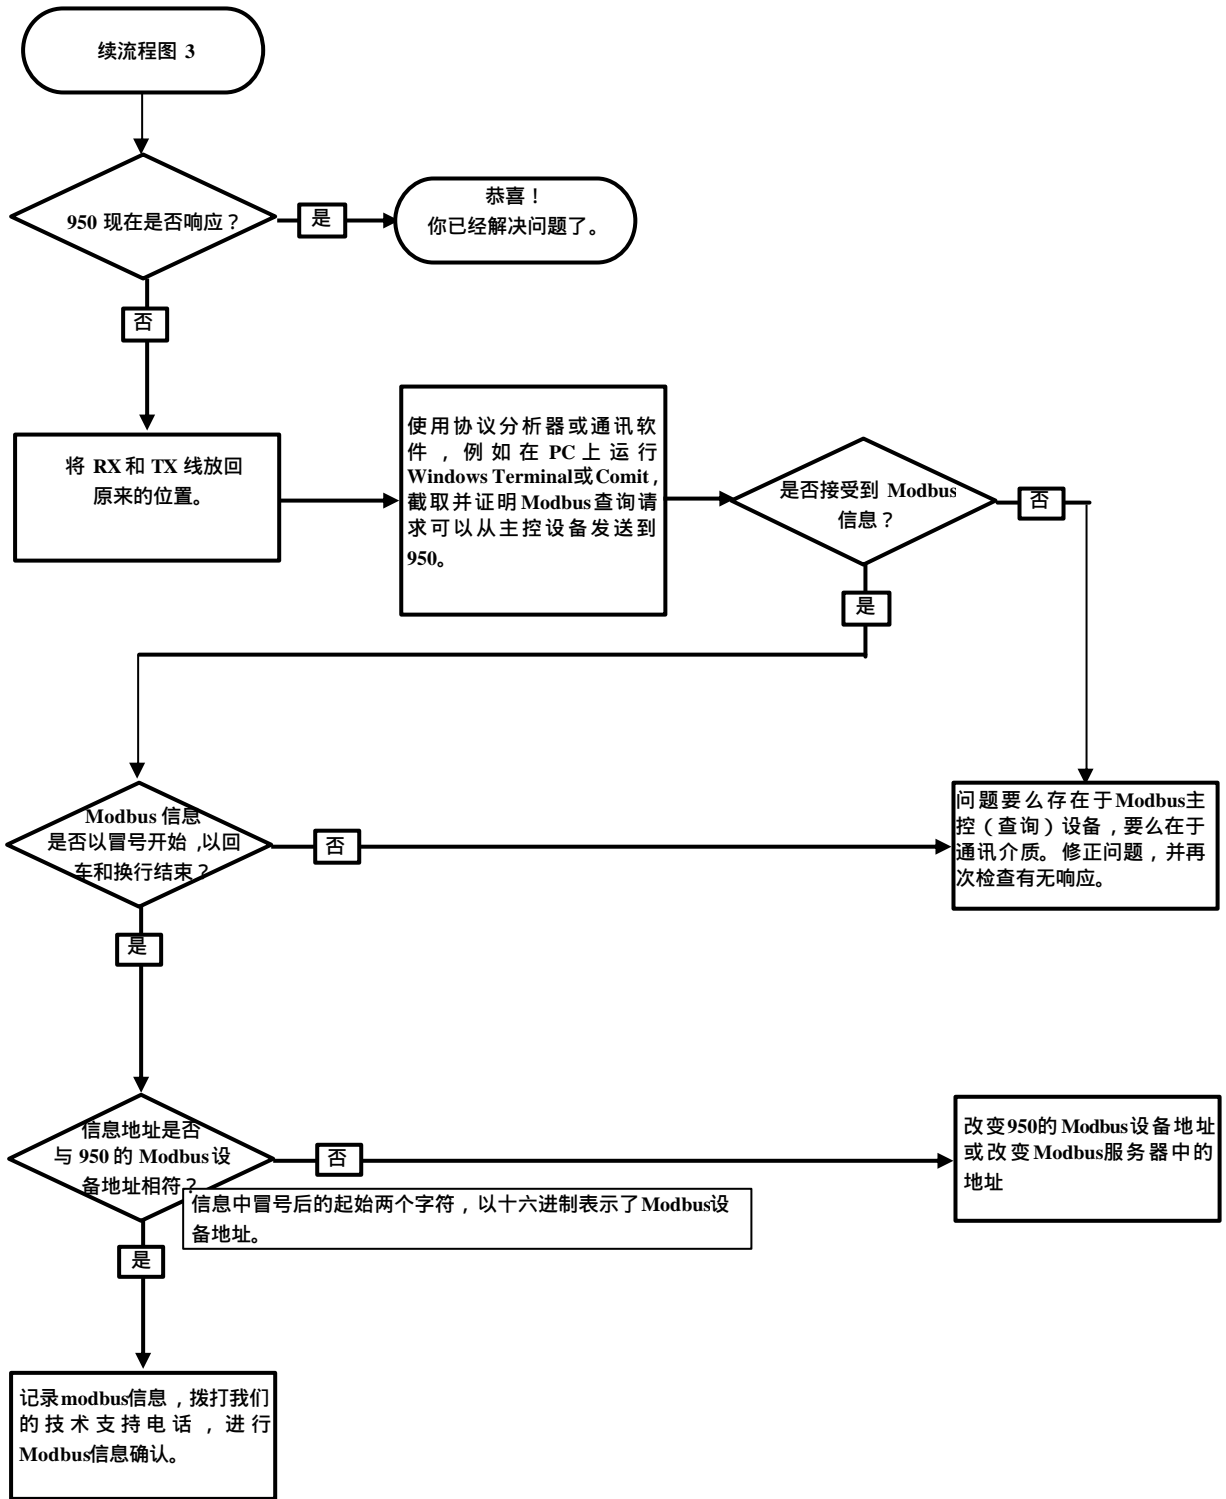 续流程图 3
950 现在是否响应？
是
恭喜！
你已经解决问题了。
否
将 RX 和 TX 线放回
原来的位置。
使用协议分析器或通讯软
件，例如在 PC 上运行
Windows Terminal或Comit，
截取并证明Modbus查询请
求可以从主控设备发送到
950。
是否接受到 Modbus
信息？
否
是
Modbus 信息
是否以冒号开始，以回
车和换行结束？
否
问题要么存在于Modbus主
控（查询）设备，要么在于
通讯介质。修正问题，并再
次检查有无响应。
是
信息地址是否
与 950 的 Modbus 设
备地址相符？
否
改变950的Modbus设备地址
或改变Modbus服务器中的
地址
信息中冒号后的起始两个字符，以十六进制表示了Modbus设
备地址。
是
记录modbus信息，拨打我们
的技术支持电话，进行
Modbus信息确认。